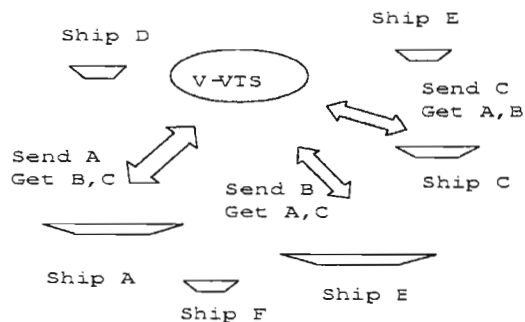 Ship D
Ship E
V-VTS
Send C
Get A,B
Send A
Get B,C
Send B
Get A,C
Ship C
Ship A
Ship E
Ship F